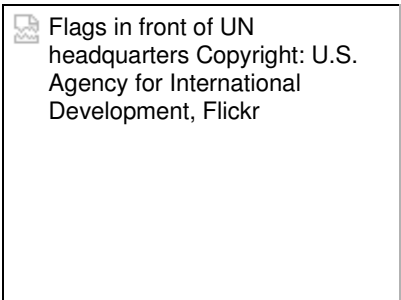 Flags in front of UN
headquarters Copyright: U.S.
Agency for International
Development, Flickr